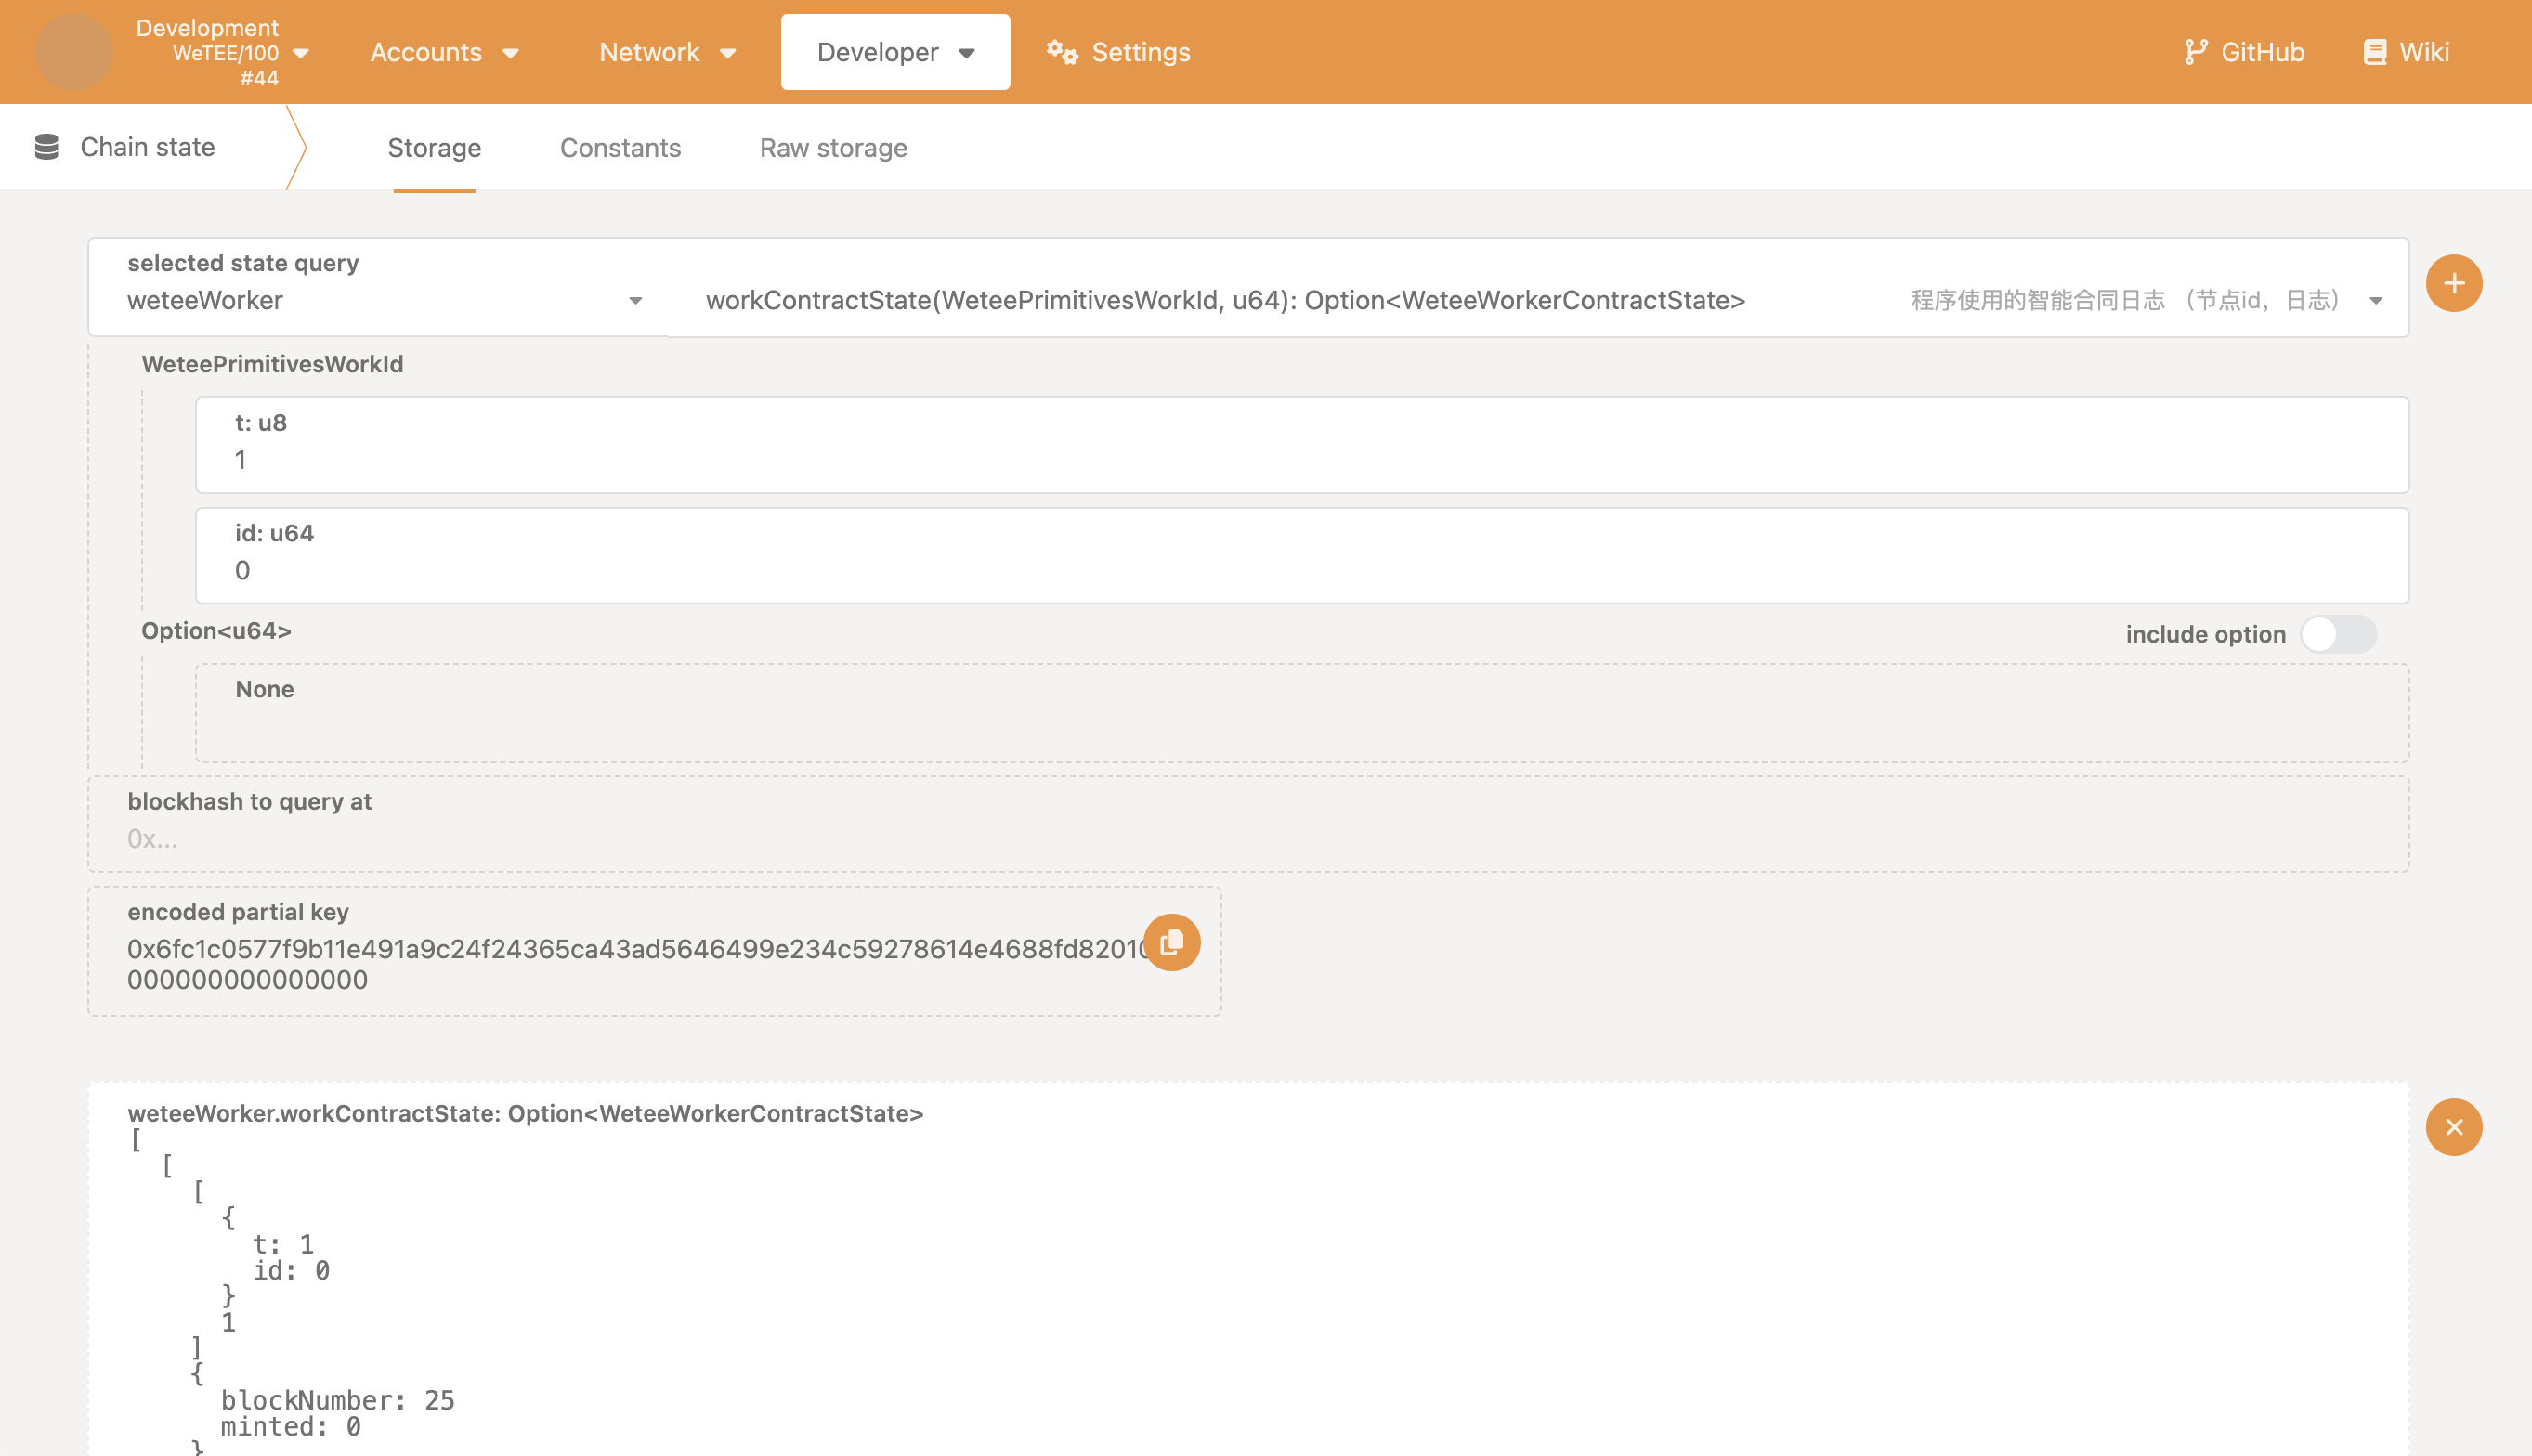 Development
WeTEE/100
#44
Accounts
Network
Developer
Settings
GitHub
Wiki
Chain state
Storage
Constants
Raw storage
selected state query
weteeWorker
workContractState(WeteePrimitivesWorkId, u64): Option<WeteeWorkerContractState>
程序使用的智能合同日志 （节点id，日志）
WeteePrimitivesWorkId
t: u8
1
id: u64
0
Option<u64>
include option
None
blockhash to query at
0x...
encoded partial key
0x6fc1c0577f9b11e491a9c24f24365ca43ad5646499e234c59278614e4688fd82010
000000000000000
weteeWorker.workContractState: Option<WeteeWorkerContractState>
[
[
[
{
t: 1
id: 0
}
1
]
{
blockNumber: 25
minted: 0
}